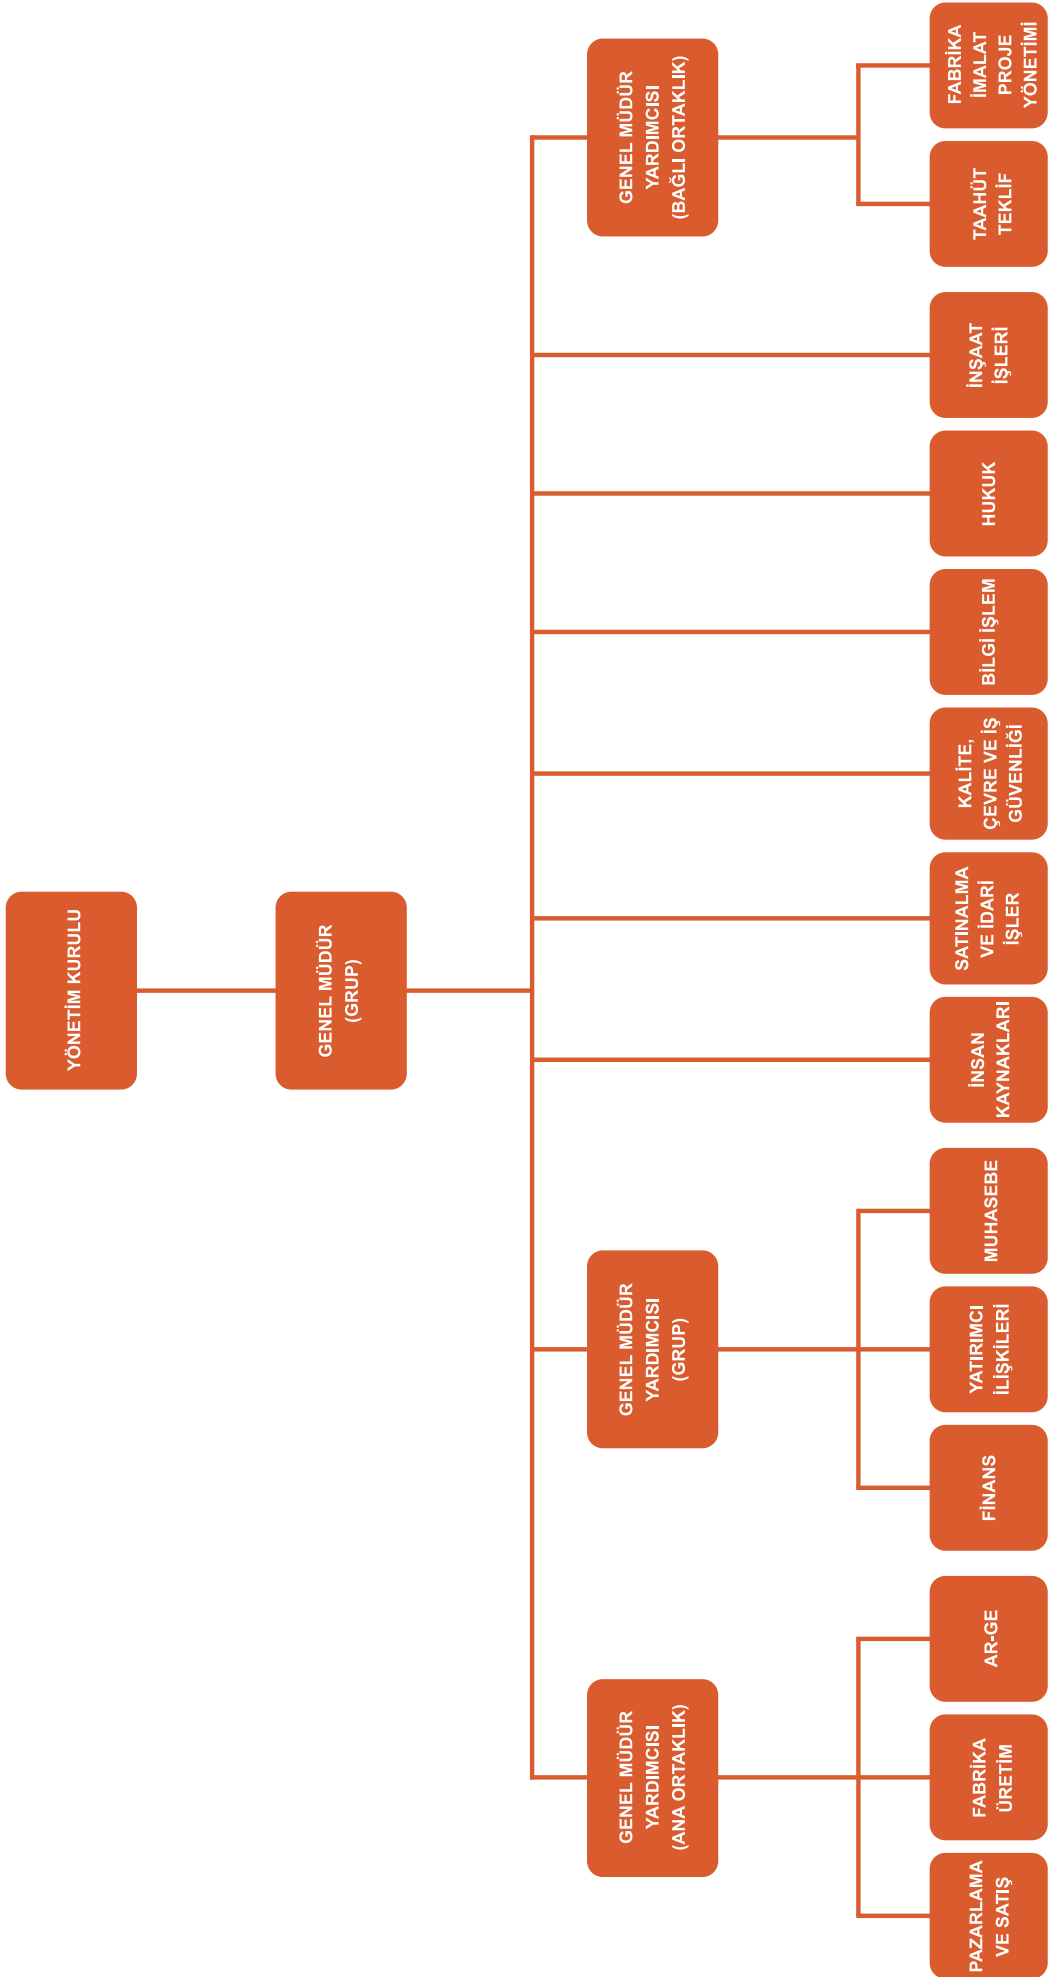 YÖNETİM KURULU
GENEL MÜDÜR
(GRUP)
GENEL MÜDÜR
YARDIMCISI
(ANA ORTAKLIK)
GENEL MÜDÜR
YARDIMCISI
(GRUP)
GENEL MÜDÜR
YARDIMCISI
(BAĞLI ORTAKLIK)
PAZARLAMA
VE SATIŞ
FABRİKA
ÜRETİM
AR-GE
FİNANS
YATIRIMCI
İLİŞKİLERİ
MUHASEBE
İNSAN
KAYNAKLARI
SATINALMA
VE İDARİ
İŞLER
KALİTE,
ÇEVRE VE İŞ
GÜVENLİĞİ
BİLGİ İŞLEM
HUKUK
İNŞAAT
İŞLERİ
TAAHÜT
TEKLİF
FABRİKA
İMALAT
PROJE
YÖNETİMİ